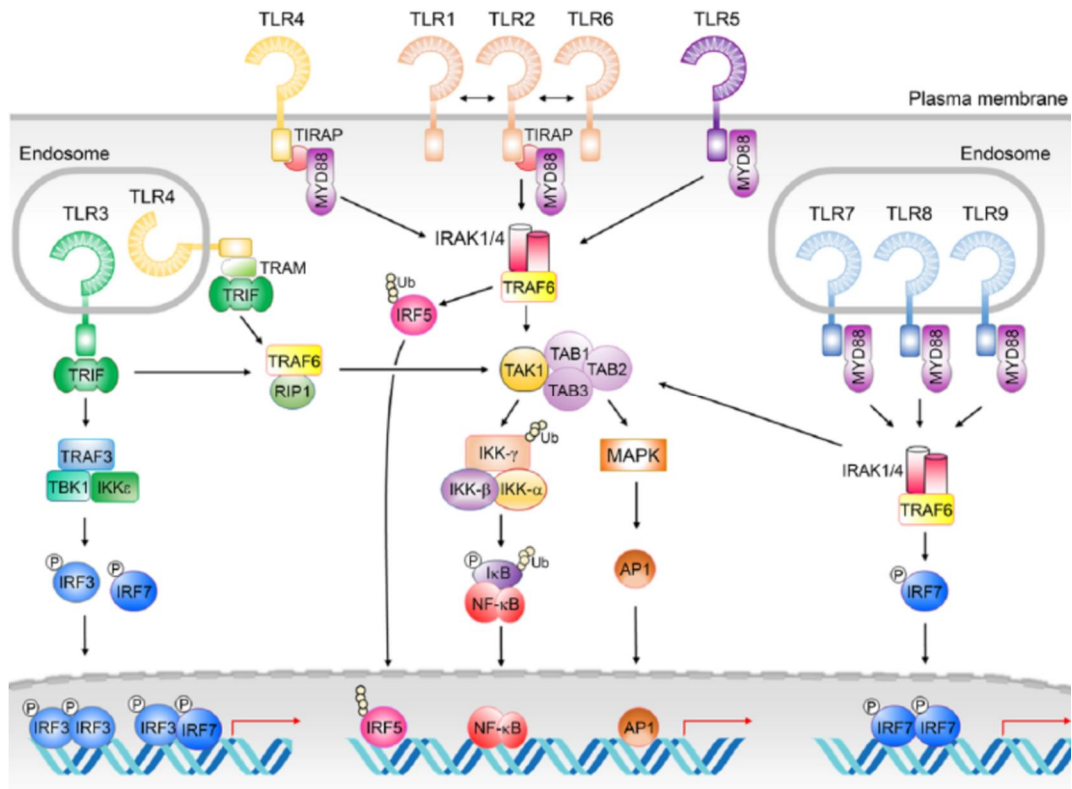 TLR4
TLR1
TLR2
TLR6
TLR5
Plasma membrane
TIRAP
MYD88
TIRAP
MYD88
MYD88
Endosome
TLR3
TLR4
TRAM
TRIF
TRIF
Endosome
TLR7
TLR8
TLR9
MYD88
MYD88
MYD88
IRAK1/4
TRAF6
Ub
IRF5
TRAF6
RIP1
TAK1
TAB1
TAB2
TAB3
TRAF3
TBK1
IKKε
IKK-γ
Ub
IKK-β
IKK-α
MAPK
IRAK1/4
TRAF6
P
IRF3
P
IRF7
P
IκB
Ub
NF-κB
AP1
P
IRF7
P
IRF3
P
IRF3
P
IRF3
P
IRF7
IRF5
NF-κB
AP1
P
IRF7
P
IRF7